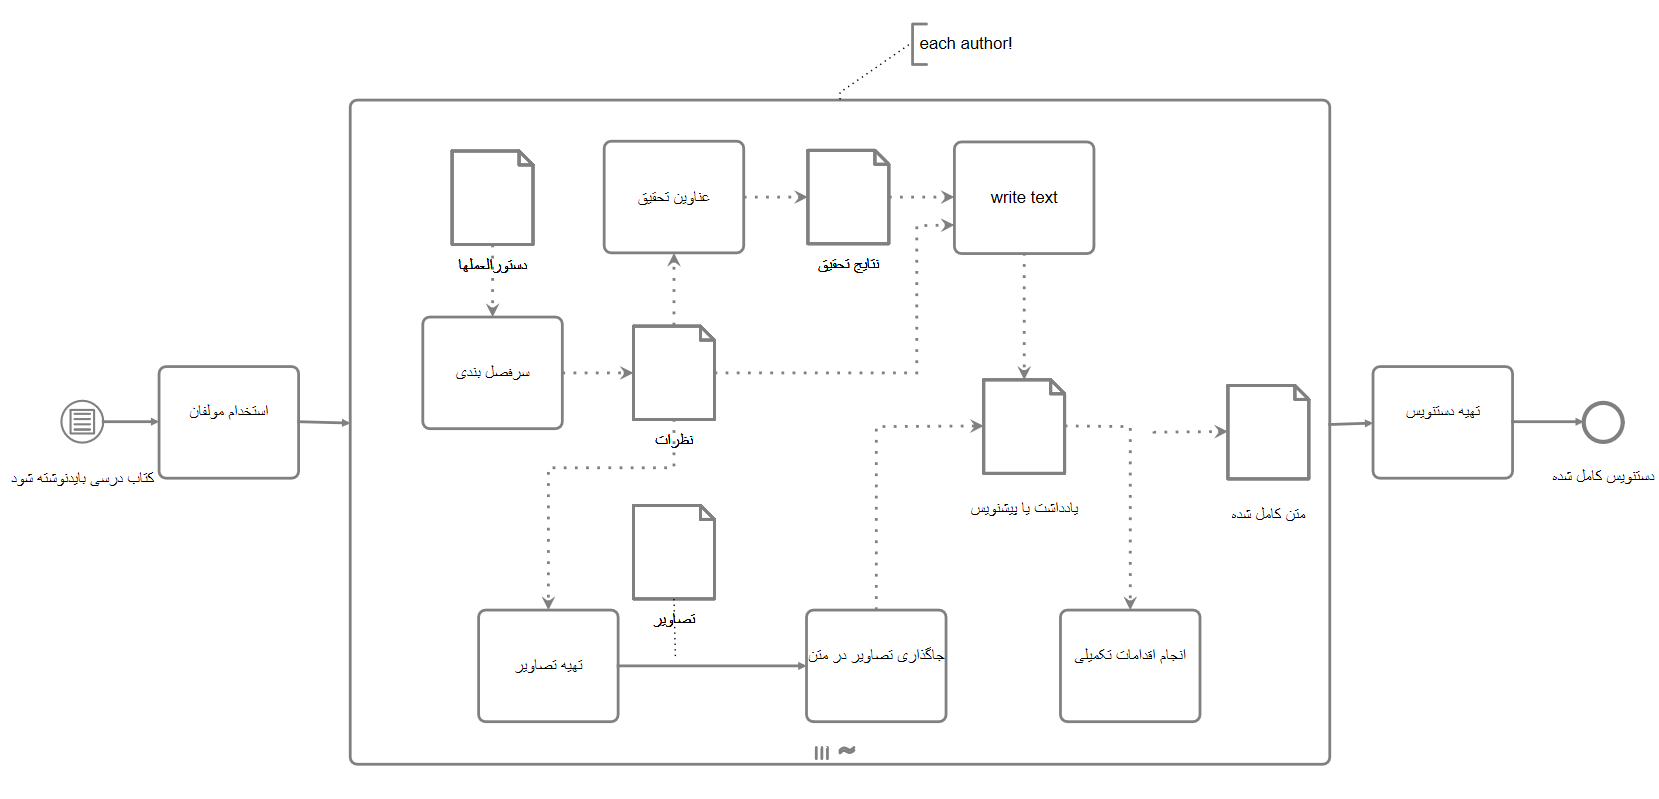 each author!
عناوین تحقیق
write text
دستورالعملها
نتایج تحقیق
سرفصل بندی
استخدام مولفان
تهیه دستنویس
نظرات
کتاب درسی بایدنوشته شود
دستنویس کامل شده
یادداشت یا پیشنویس
متن کامل شده
تصاویر
تهیه تصاویر
جاگذاری تصاویر در متن
انجام اقدامات تکمیلی